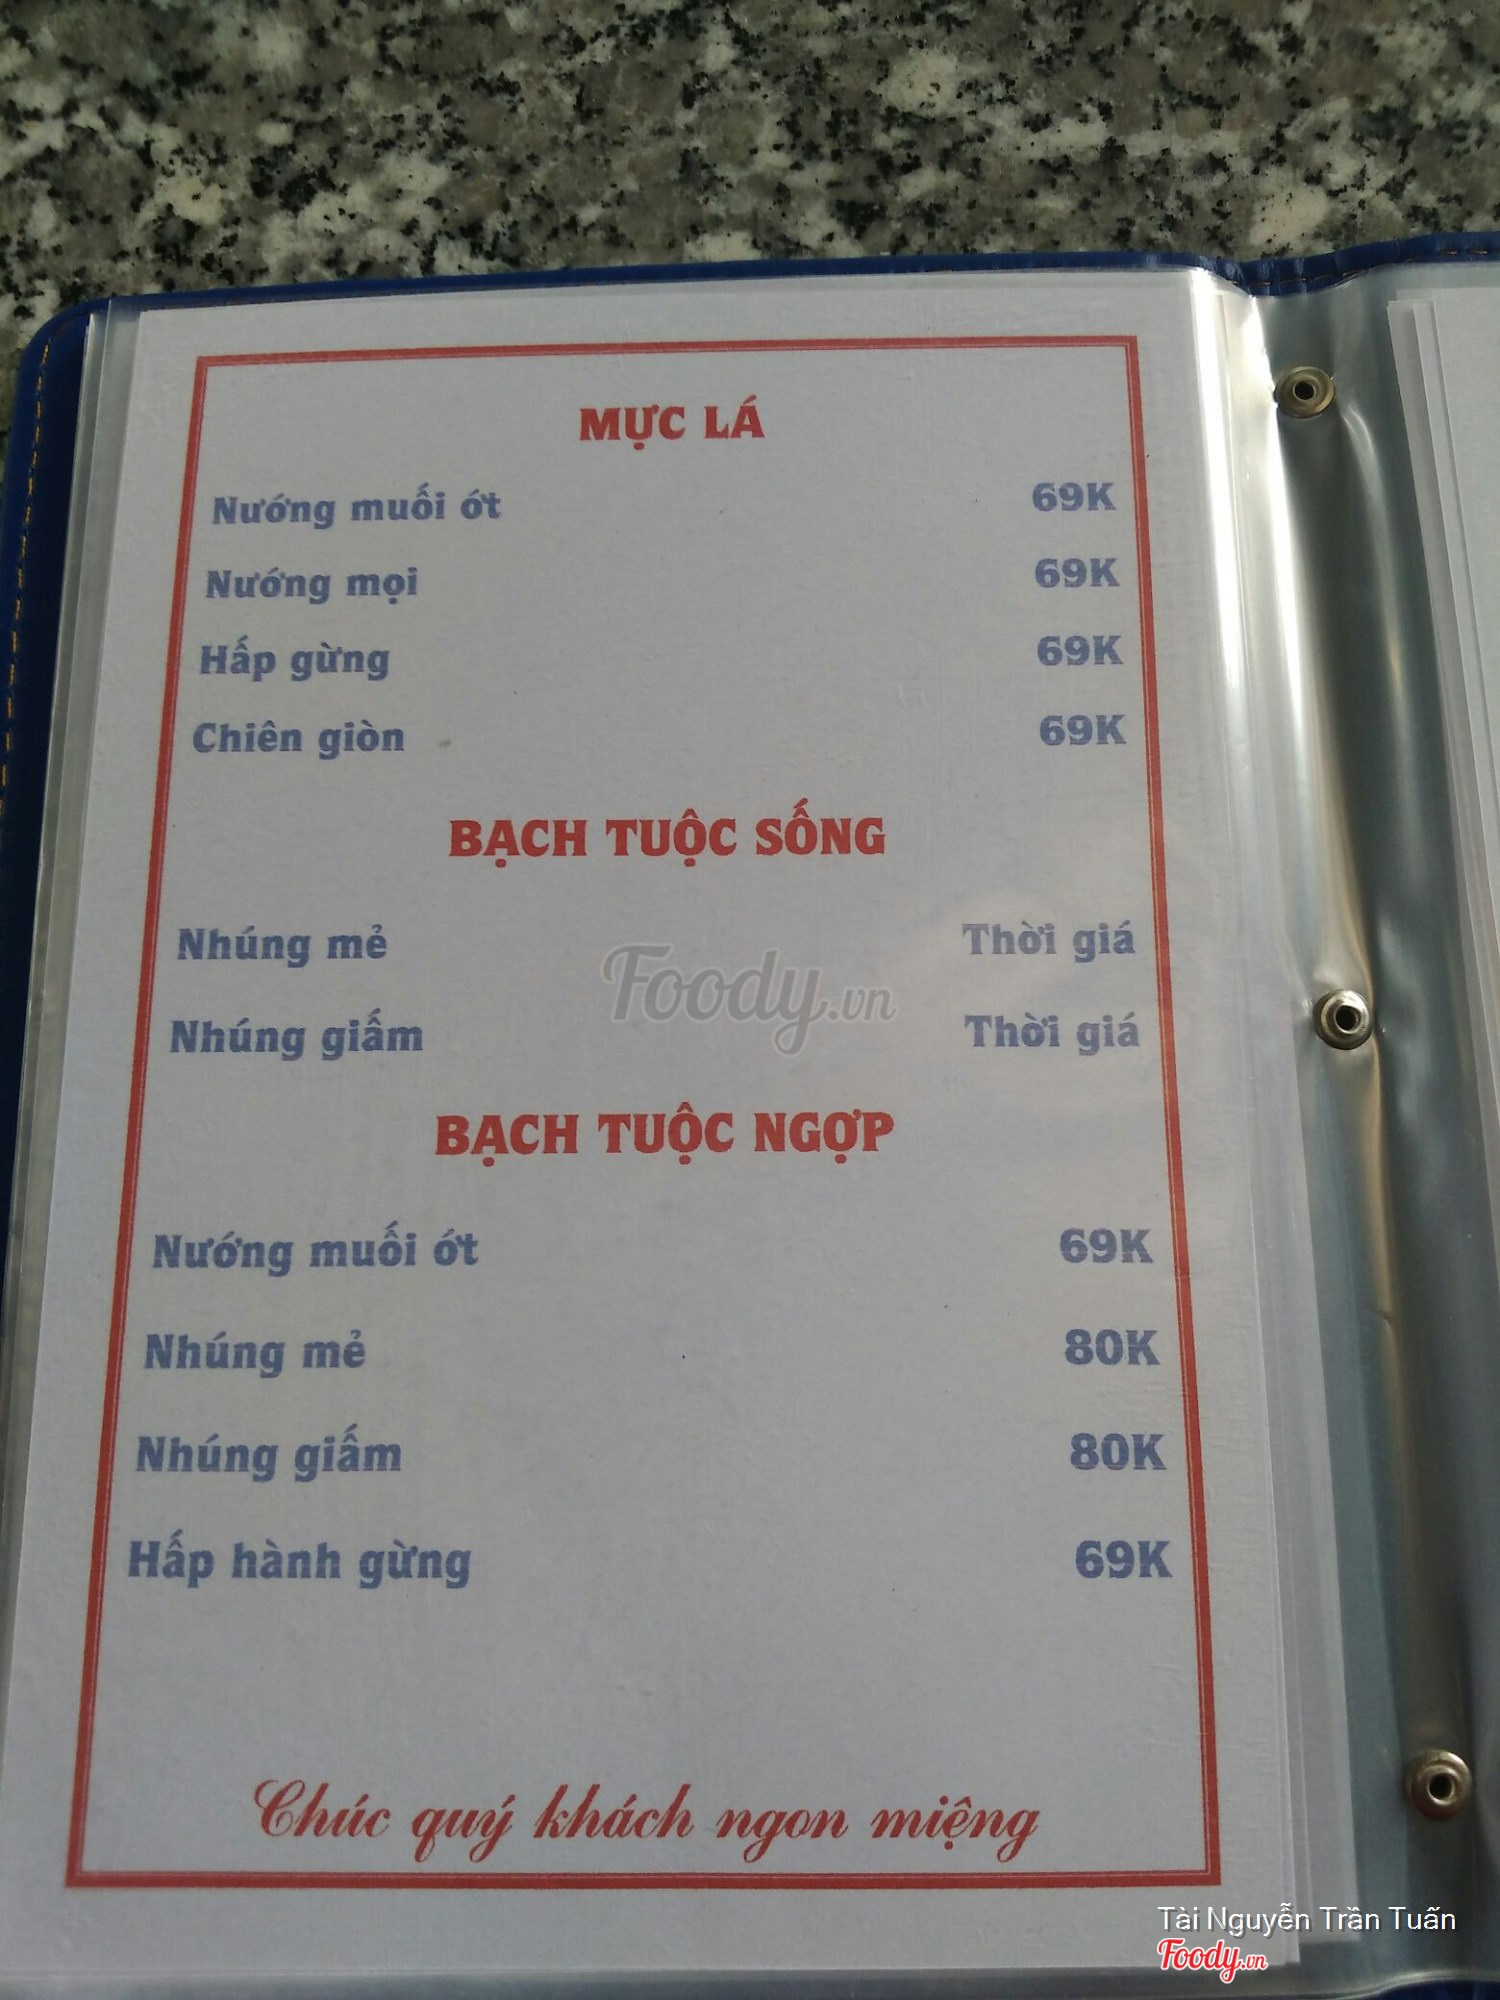 MỰC LÁ
Nướng muối ớt 69K
Nướng mọi 69K
Hấp gừng 69K
Chiên giòn 69K
BẠCH TUỘC SỐNG
Nhúng mẻ Thời giá
Nhúng giấm Thời giá
Foody.vn
BẠCH TUỘC NGỢP
Nướng muối ớt 69K
Nhúng mẻ 80K
Nhúng giấm 80K
Hấp hành gừng 69K
Chúc quý khách ngon miệng
Tài Nguyễn Trần Tuấn
Foody.vn